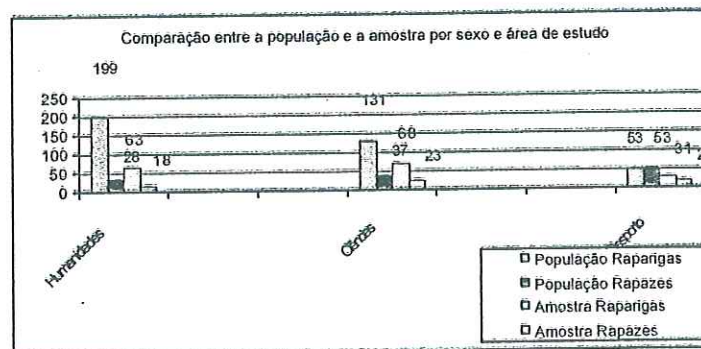 Comparação entre a população e a amostra por sexo e área de estudo
199
131
250
200
150
100
50
0
63
28
18
68
37
23
53
53
31
Humanidades
Ciências
População Raparigas
População Rapazes
Amostra Raparigas
Amostra Rapazes